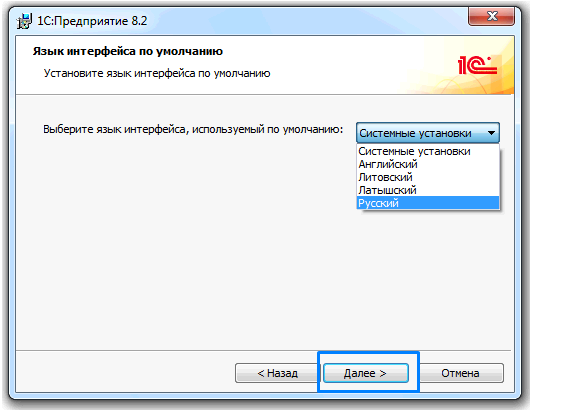 1С:Предприятие 8.2
Язык интерфейса по умолчанию
Установите язык интерфейса по умолчанию
1С
Выберите язык интерфейса, используемый по умолчанию:
Системные установки
Системные установки
Английский
Литовский
Латышский
Русский
< Назад
Далее >
Отмена